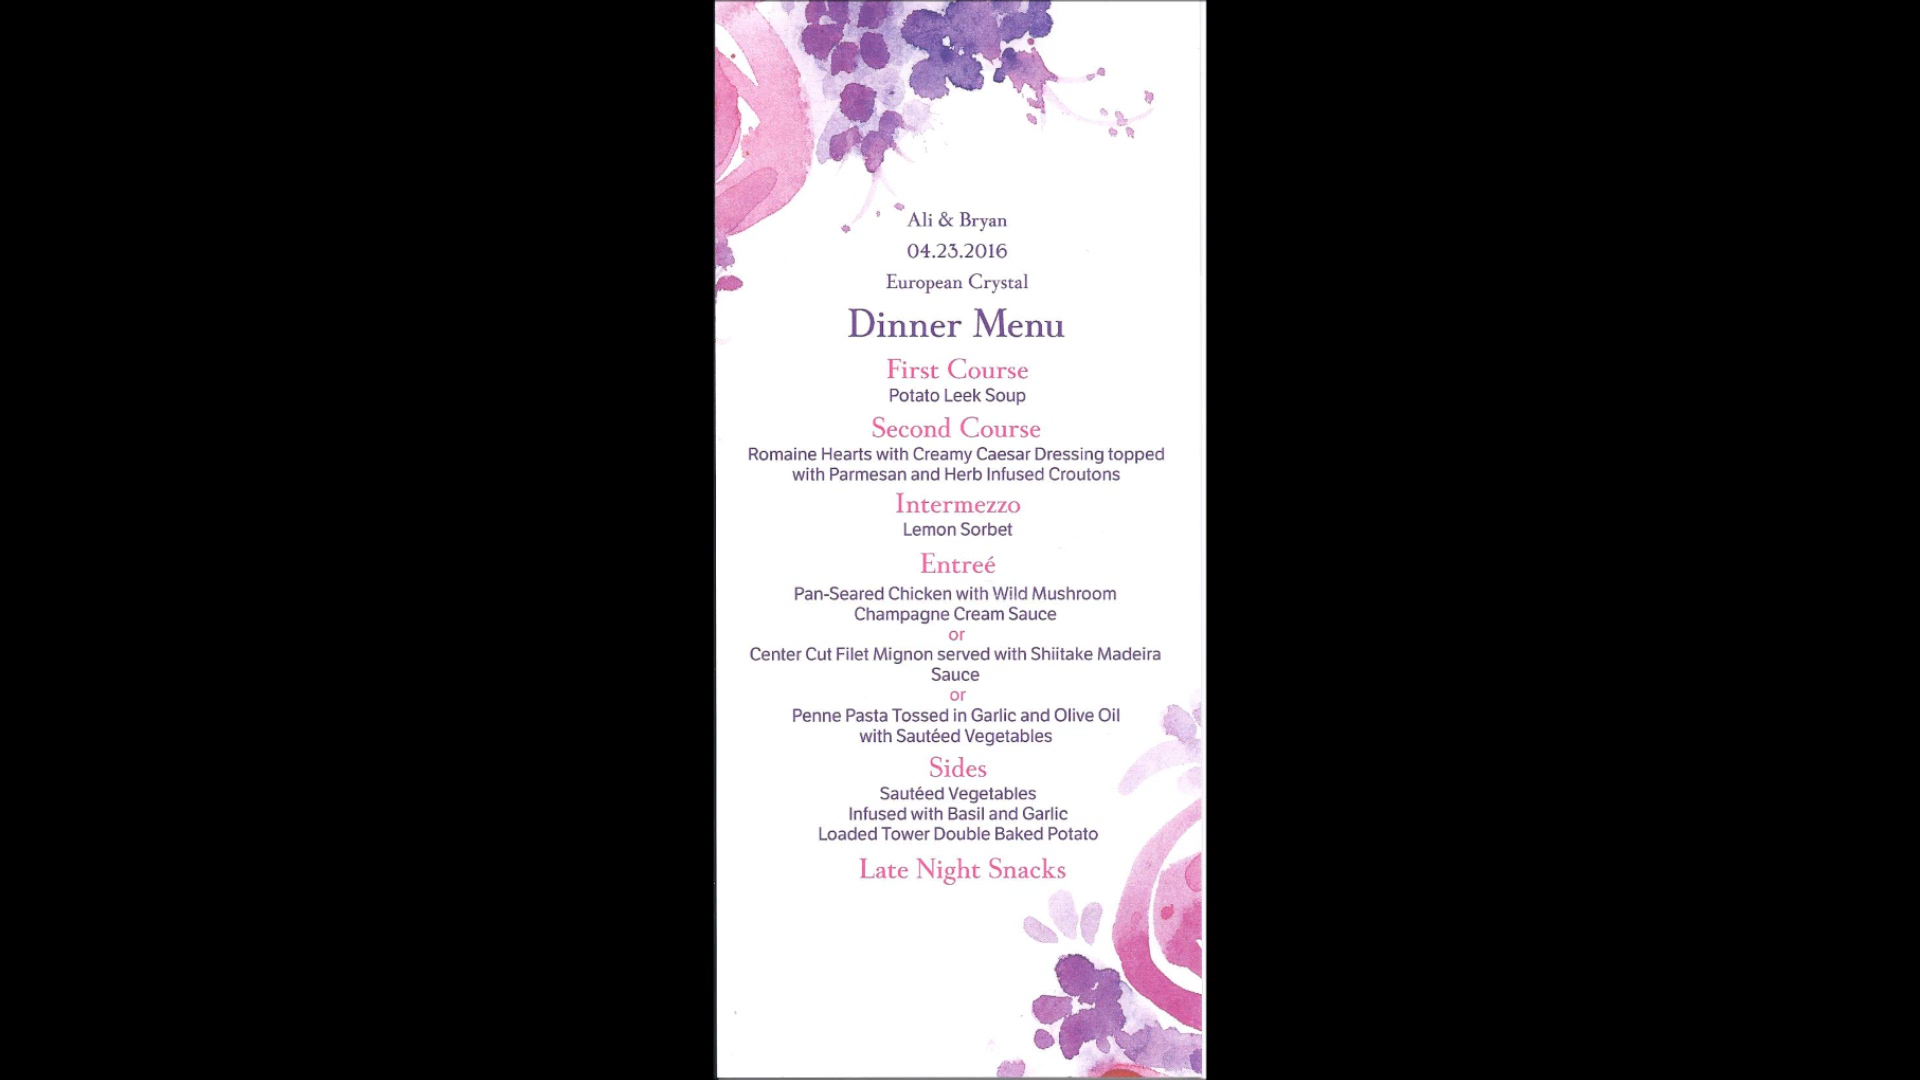 Ali & Bryan
04.23.2016
European Crystal
Dinner Menu
First Course
Potato Leek Soup
Second Course
Romaine Hearts with Creamy Caesar Dressing topped
with Parmesan and Herb Infused Croutons
Intermezzo
Lemon Sorbet
Entreé
Pan-Seared Chicken with Wild Mushroom
Champagne Cream Sauce
or
Center Cut Filet Mignon served with Shiitake Madeira
Sauce
or
Penne Pasta Tossed in Garlic and Olive Oil
with Sautéed Vegetables
Sides
Sautéed Vegetables
Infused with Basil and Garlic
Loaded Tower Double Baked Potato
Late Night Snacks